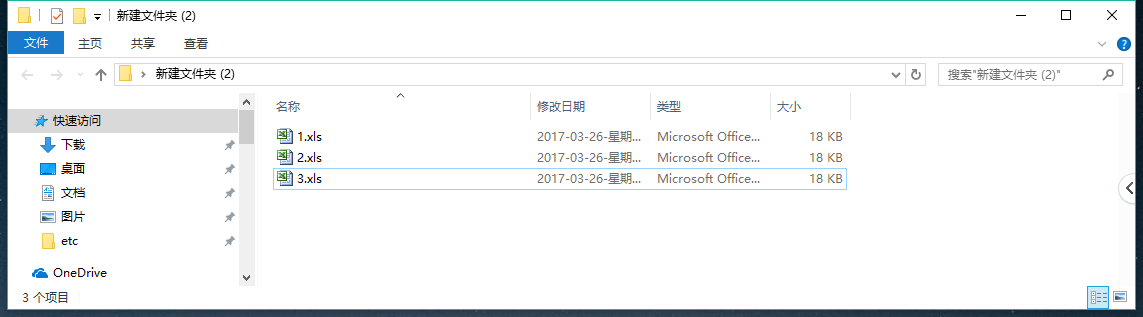 新建文件夹 (2)
文件 主页 共享 查看
新建文件夹 (2) 搜索"新建文件夹 (2)"
名称 修改日期 类型 大小
快速访问
下载
桌面
文档
图片
etc
OneDrive
1.xls 2017-03-26-星期... Microsoft Office... 18 KB
2.xls 2017-03-26-星期... Microsoft Office... 18 KB
3.xls 2017-03-26-星期... Microsoft Office... 18 KB
3 个项目